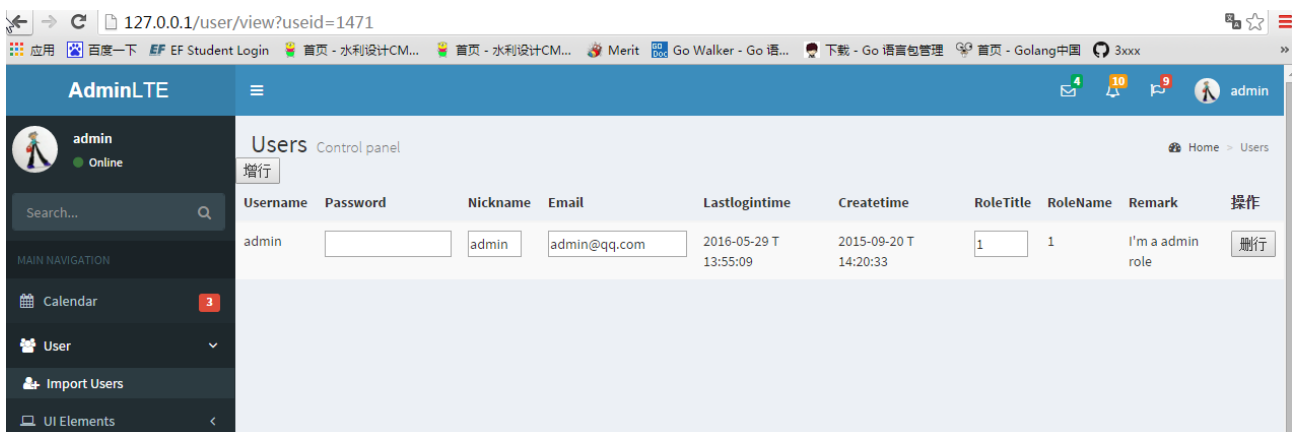 127.0.0.1/user/view?useid=1471
应用 百度一下 EF EF Student Login 首页 - 水利设计CM... 首页 - 水利设计CM... Merit Go Walker - Go 语... 下载 - Go 语言包管理 首页 - Golang中国 3xxx »
AdminLTE 4 10 9 admin
admin
Online
Users Control panel Home > Users
增行
Search...
Username Password Nickname Email Lastlogintime Createtime RoleTitle RoleName Remark 操作
admin admin admin@qq.com 2016-05-29 T 2015-09-20 T 1 1 I'm a admin 删行
13:55:09 14:20:33 role
MAIN NAVIGATION
Calendar 3
User
Import Users
UI Elements